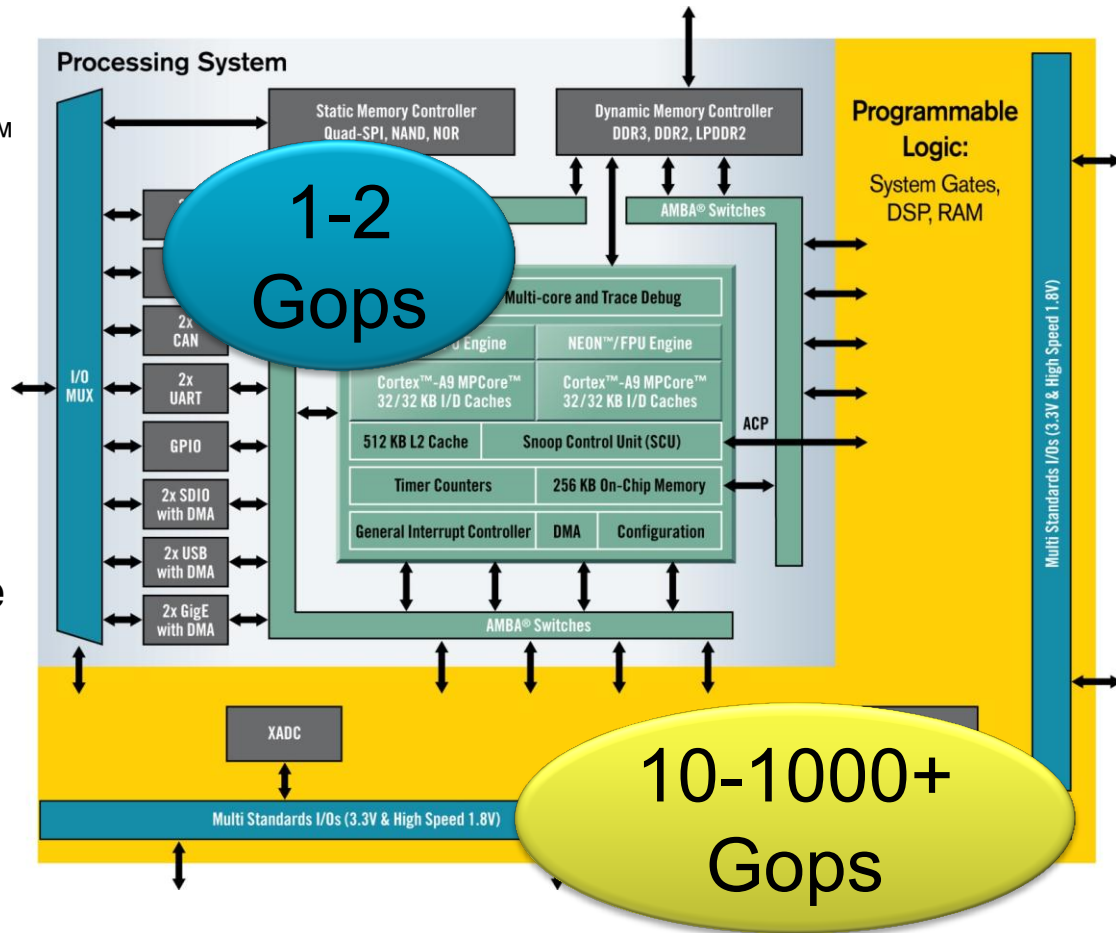 Processing System
™
Static Memory Controller
Quad-SPI, NAND, NOR
Dynamic Memory Controller
DDR3, DDR2, LPDDR2
Programmable
Logic:
System Gates,
DSP, RAM
1-2
Gops
AMBA® Switches
Multi-core and Trace Debug
2x
CAN
Engine
NEON™/FPU Engine
I/O
MUX
2x
UART
Cortex™-A9 MPCore™
32/32 KB I/D Caches
Cortex™-A9 MPCore™
32/32 KB I/D Caches
ACP
GPIO
512 KB L2 Cache
Snoop Control Unit (SCU)
2x SDIO
with DMA
Timer Counters
256 KB On-Chip Memory
General Interrupt Controller
DMA
Configuration
2x USB
with DMA
e
2x GigE
with DMA
AMBA® Switches
Multi Standards I/Os (3.3V & High Speed 1.8V)
XADC
10-1000+
Gops
Multi Standards I/Os (3.3V & High Speed 1.8V)